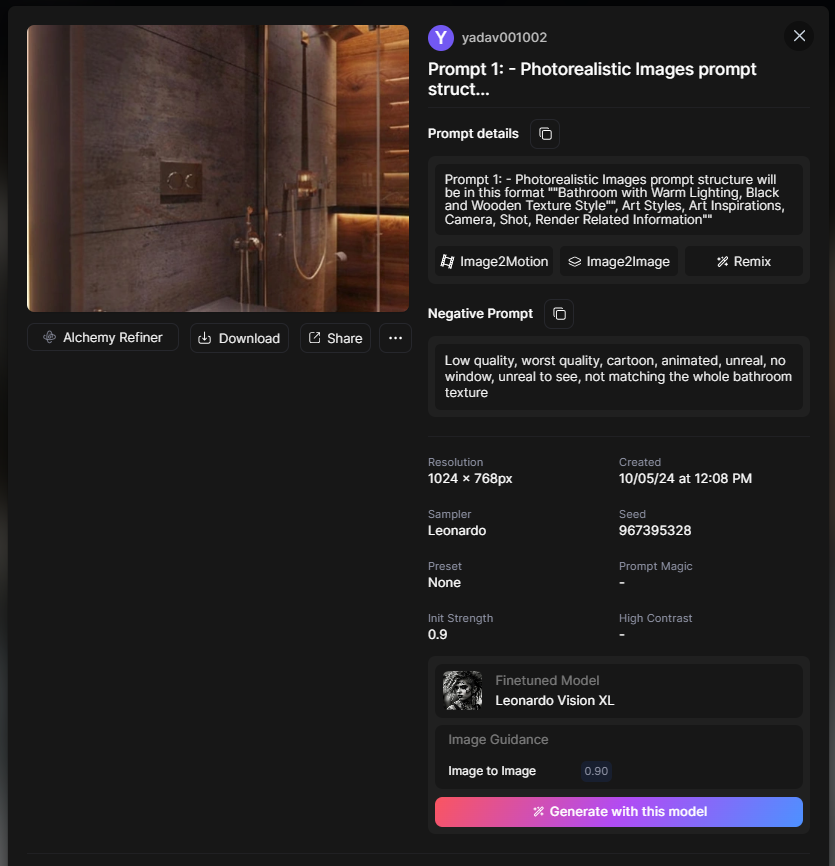 Y yadav001002
Prompt 1: - Photorealistic Images prompt
struct...
Prompt details
Prompt 1: - Photorealistic Images prompt structure will
be in this format ""Bathroom with Warm Lighting, Black
and Wooden Texture Style"", Art Styles, Art Inspirations,
Camera, Shot, Render Related Information""
Image2Motion Image2Image Remix
Negative Prompt
Alchemy Refiner Download Share ...
Low quality, worst quality, cartoon, animated, unreal, no
window, unreal to see, not matching the whole bathroom
texture
Resolution Created
1024 × 768px 10/05/24 at 12:08 PM
Sampler Seed
Leonardo 967395328
Preset Prompt Magic
None -
Init Strength High Contrast
0.9 -
Finetuned Model
Leonardo Vision XL
Image Guidance
Image to Image 0.90
Generate with this model